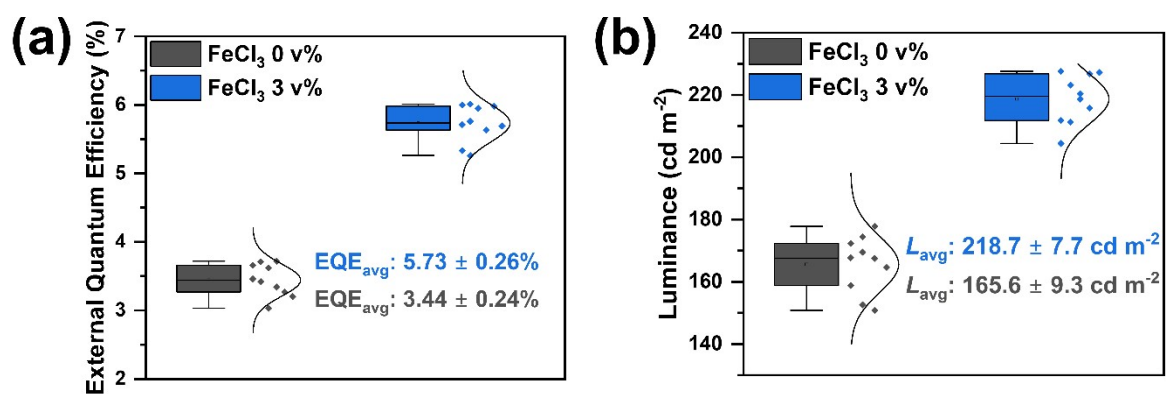 (a)
External Quantum Efficiency (%)
7
6
5
4
3
2
FeCl₃ 0 v%
FeCl₃ 3 v%
EQEavg: 5.73 ± 0.26%
EQEavg: 3.44 ± 0.24%
(b)
Luminance (cd m⁻²)
240
220
200
180
160
140
FeCl₃ 0 v%
FeCl₃ 3 v%
Lavg: 218.7 ± 7.7 cd m⁻²
Lavg: 165.6 ± 9.3 cd m⁻²